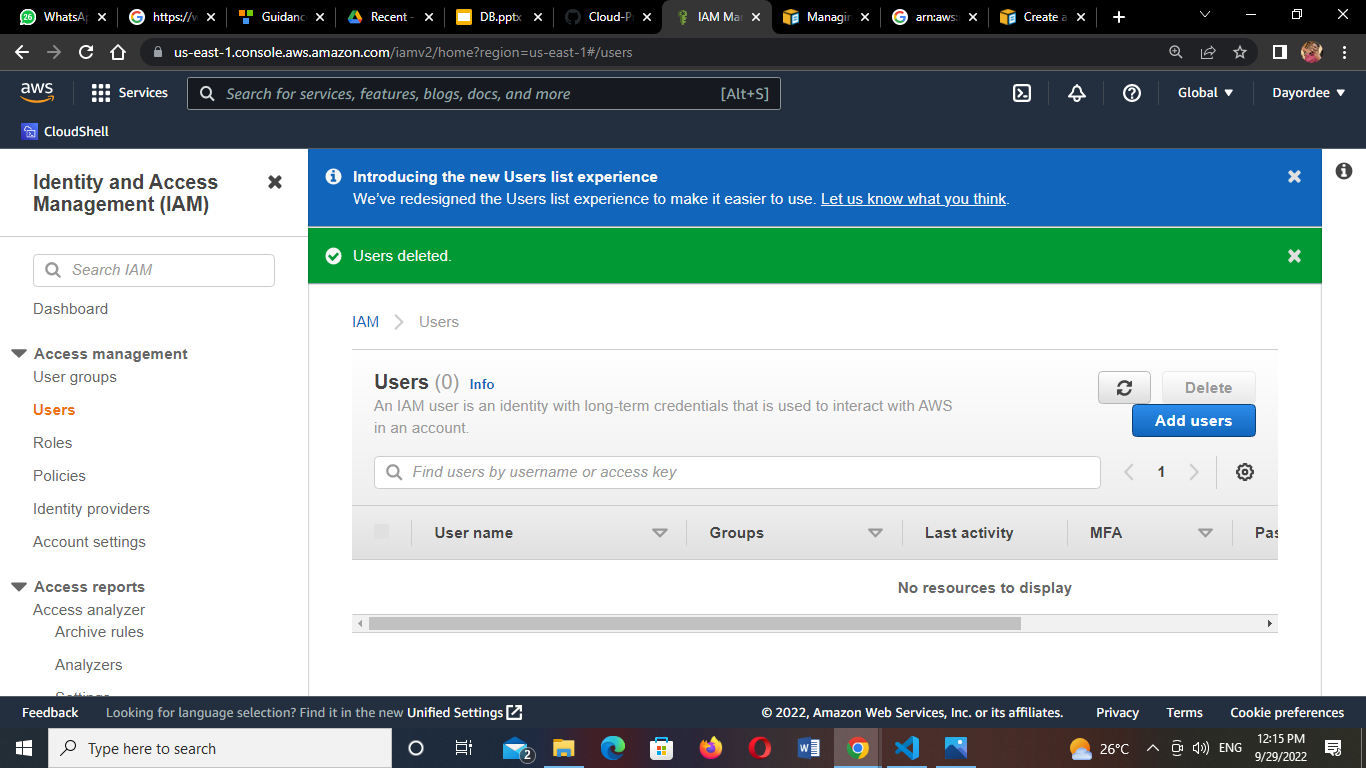 WhatsA
https://w
Guidanc
Recent -
DB.pptx
Cloud-P
IAM Ma
Managin
arn:aws:
Create a
us-east-1.console.aws.amazon.com/iamv2/home?region=us-east-1#/users
aws
Services
Search for services, features, blogs, docs, and more [Alt+S]
Global
Dayordee
CloudShell
Identity and Access
Management (IAM)
Search IAM
Dashboard
Access management
User groups
Users
Roles
Policies
Identity providers
Account settings
Access reports
Access analyzer
Archive rules
Analyzers
Settings
Introducing the new Users list experience
We've redesigned the Users list experience to make it easier to use. Let us know what you think.
Users deleted.
IAM Users
Users (0) Info
An IAM user is an identity with long-term credentials that is used to interact with AWS
in an account.
Delete
Add users
Find users by username or access key
1
User name Groups Last activity MFA Pas
No resources to display
Feedback Looking for language selection? Find it in the new Unified Settings © 2022, Amazon Web Services, Inc. or its affiliates. Privacy Terms Cookie preferences
Type here to search
2
26°C
ENG
12:15 PM
9/29/2022